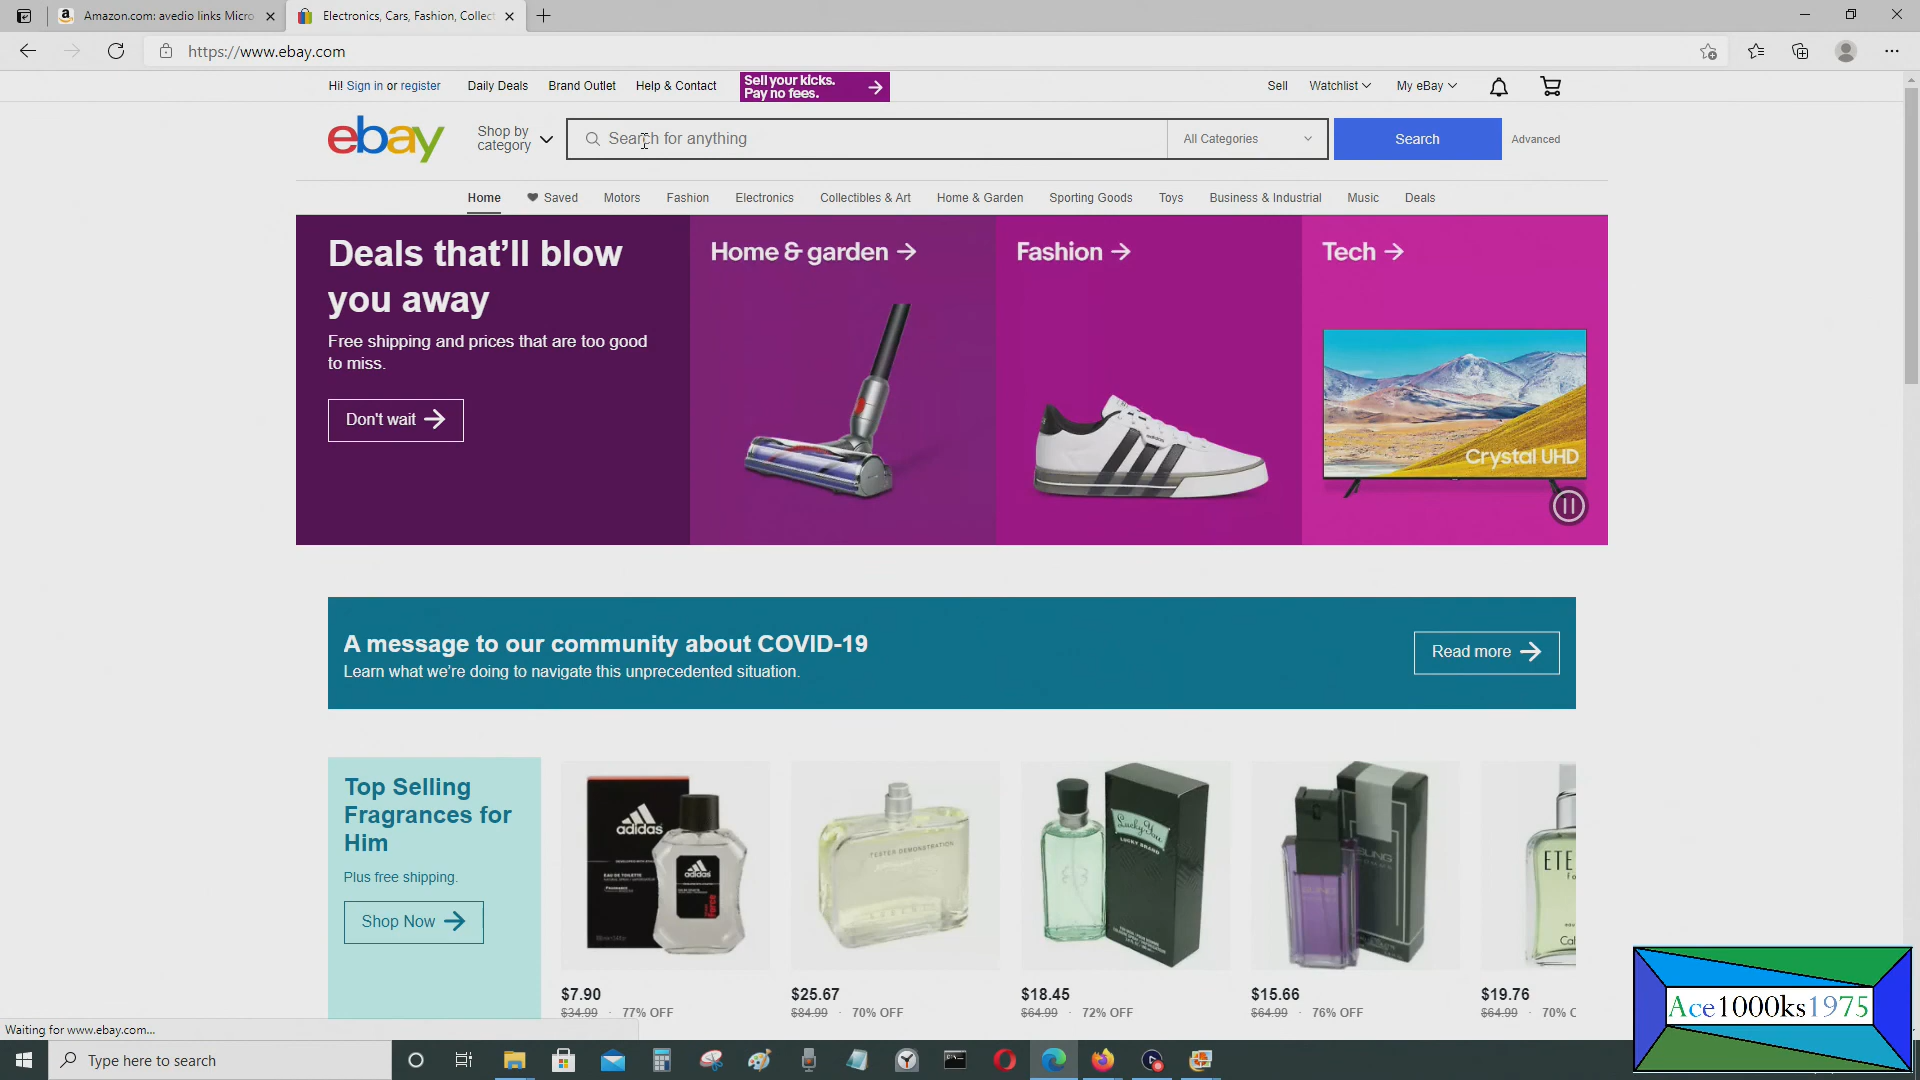 Amazon.com: avedio links Micro
Electronics, Cars, Fashion, Collect
https://www.ebay.com
Hi! Sign in or register
Daily Deals
Brand Outlet
Help & Contact
Sell your kicks.
Pay no fees.
Sell
Watchlist
My eBay
ebay
Shop by
category
Search for anything
All Categories
Search
Advanced
Home
Saved
Motors
Fashion
Electronics
Collectibles & Art
Home & Garden
Sporting Goods
Toys
Business & Industrial
Music
Deals
Deals that’ll blow
you away
Free shipping and prices that are too good
to miss.
Don't wait
Home & garden
Fashion
Tech
Crystal UHD
A message to our community about COVID-19
Learn what we’re doing to navigate this unprecedented situation.
Read more
Top Selling
Fragrances for
Him
Plus free shipping.
Shop Now
adidas
adidas
TESTER DEMONSTRATION
Lucky You
LUCKY BRAND
ETE
$7.90
$34.99 · 77% OFF
$25.67
$84.99 · 70% OFF
$18.45
$64.99 · 72% OFF
$15.66
$64.99 · 76% OFF
$19.76
$64.99 · 70% O
Waiting for www.ebay.com...
Type here to search
Ace1000ks1975